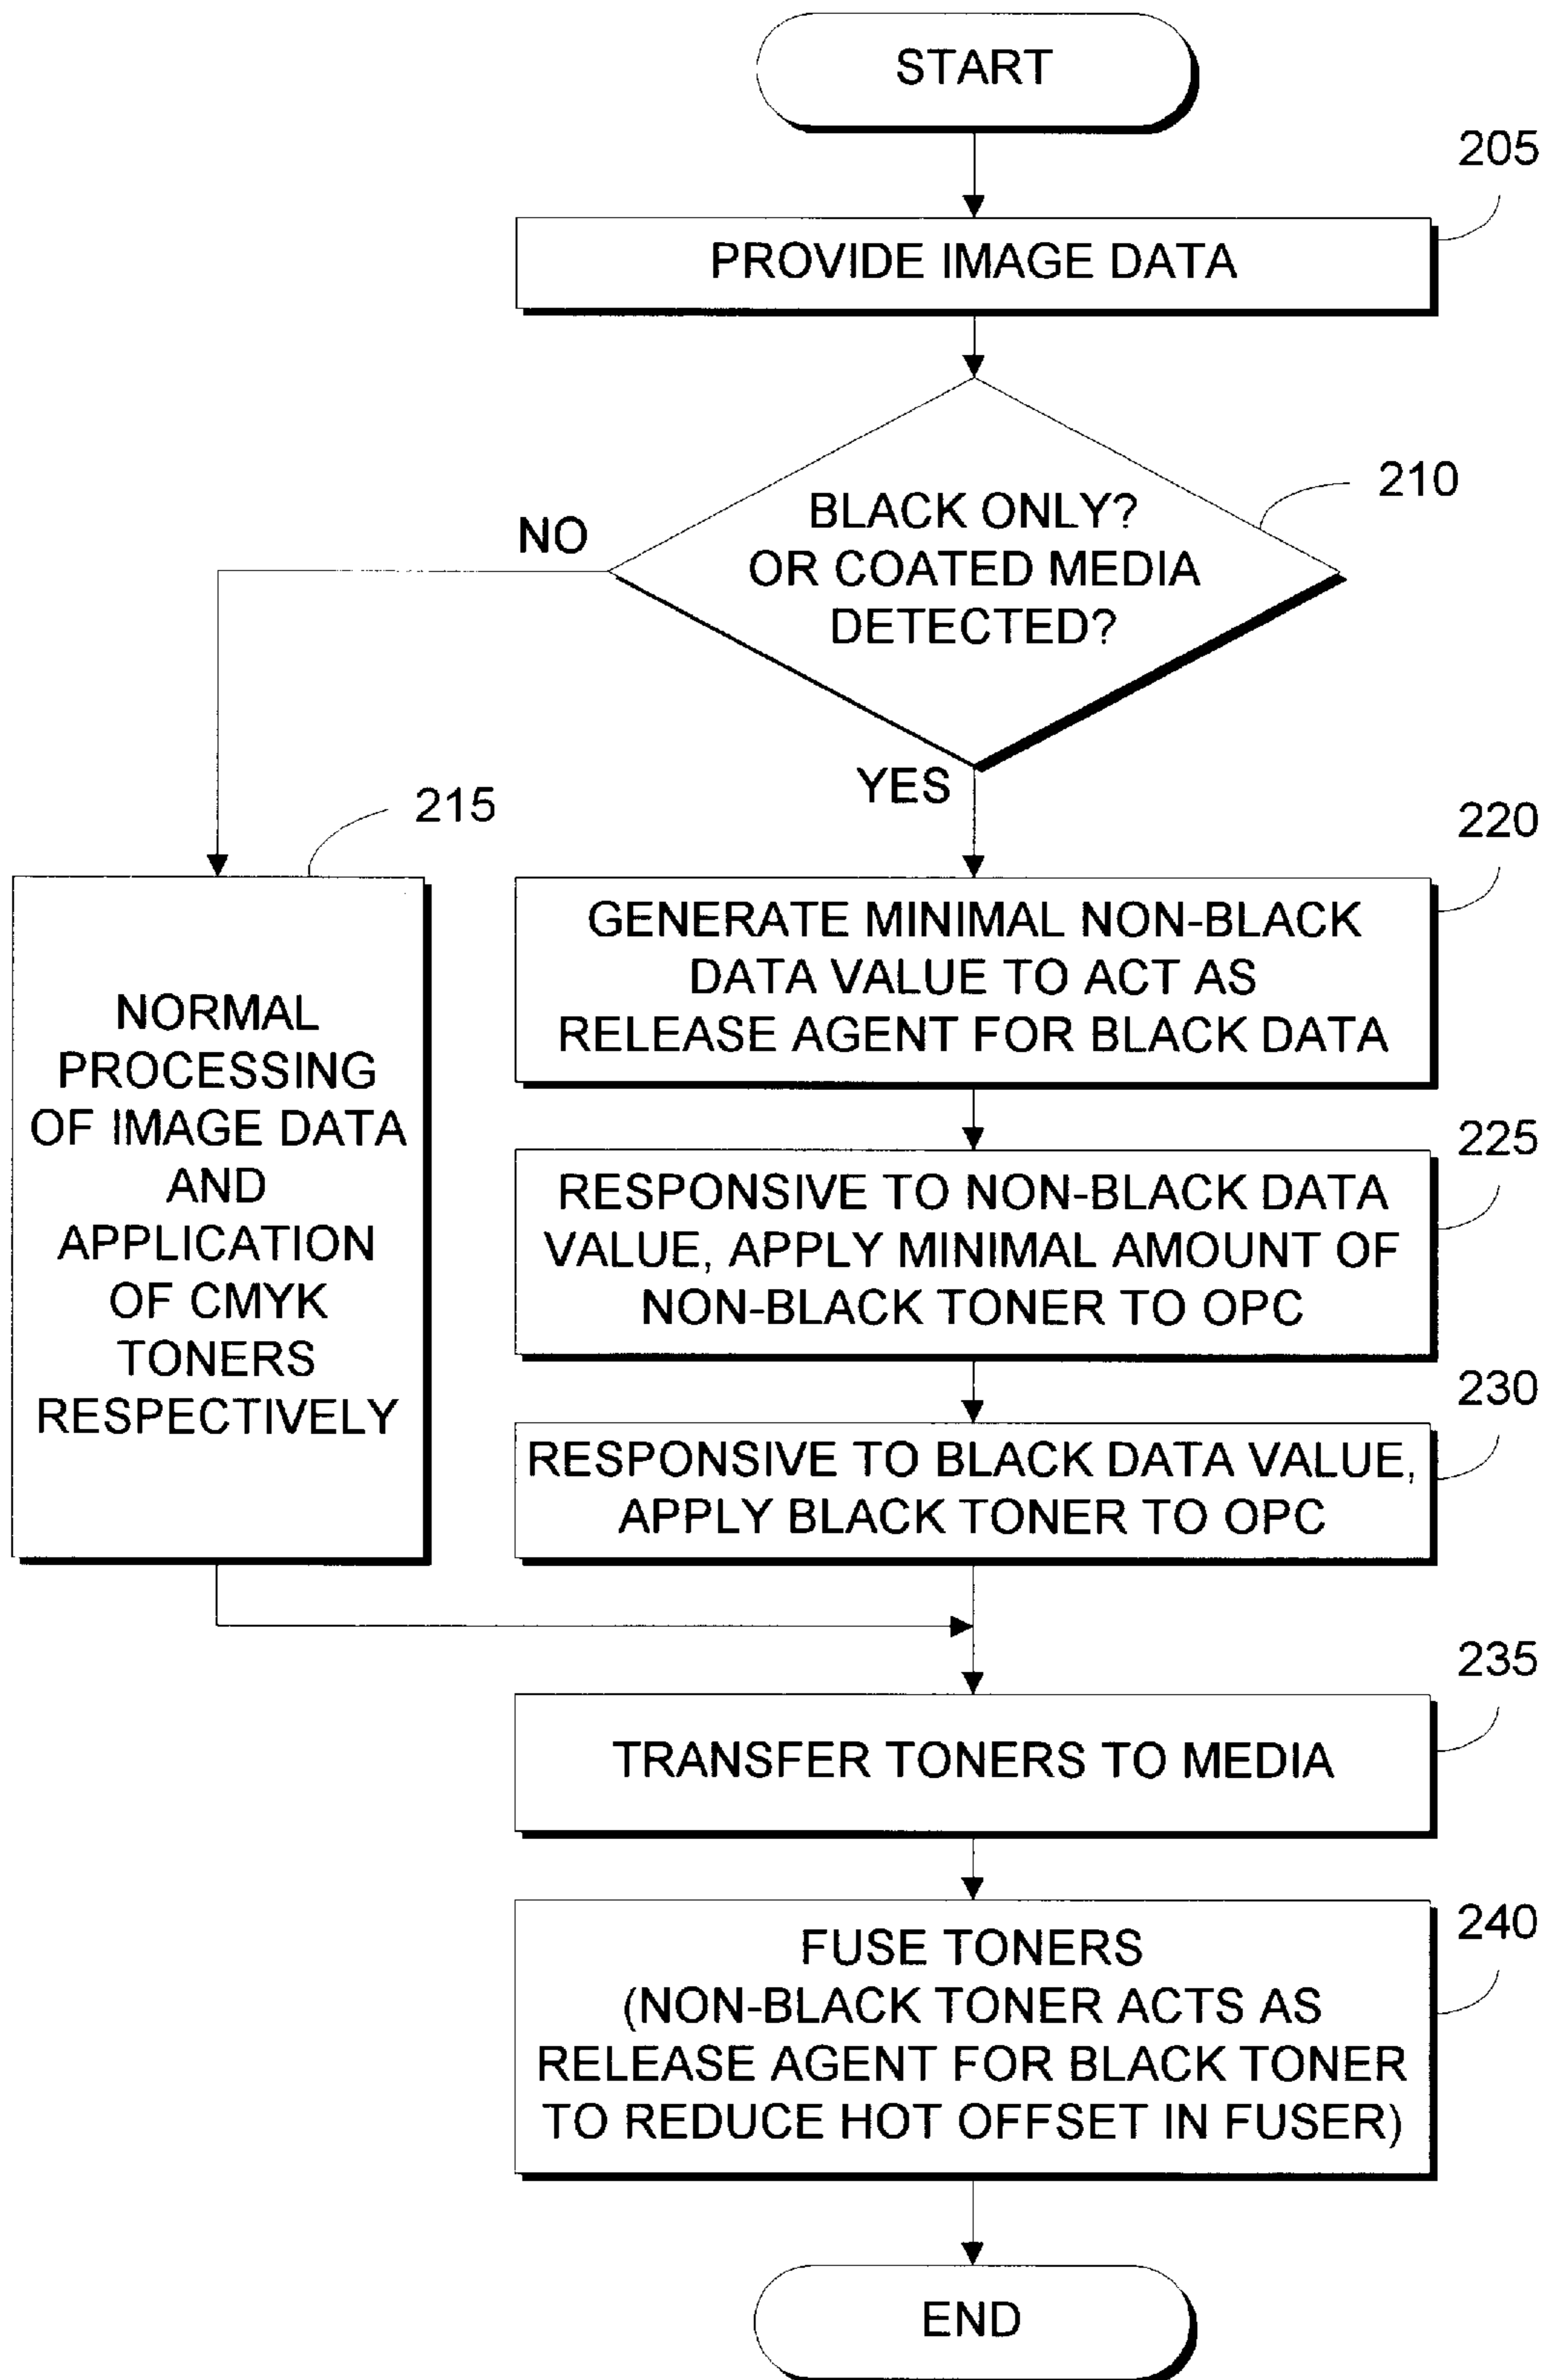 START
205
PROVIDE IMAGE DATA
210
BLACK ONLY?
OR COATED MEDIA
DETECTED?
NO
YES
215
NORMAL
PROCESSING
OF IMAGE DATA
AND
APPLICATION
OF CMYK
TONERS
RESPECTIVELY
220
GENERATE MINIMAL NON-BLACK
DATA VALUE TO ACT AS
RELEASE AGENT FOR BLACK DATA
225
RESPONSIVE TO NON-BLACK DATA
VALUE, APPLY MINIMAL AMOUNT OF
NON-BLACK TONER TO OPC
230
RESPONSIVE TO BLACK DATA VALUE,
APPLY BLACK TONER TO OPC
235
TRANSFER TONERS TO MEDIA
240
FUSE TONERS
(NON-BLACK TONER ACTS AS
RELEASE AGENT FOR BLACK TONER
TO REDUCE HOT OFFSET IN FUSER)
END